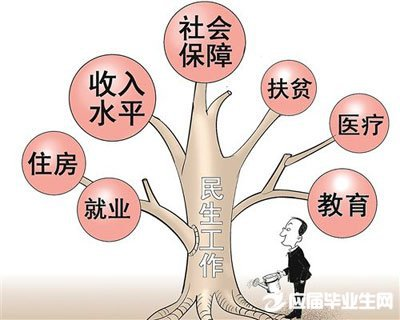 社会
保障
收入
水平
扶贫
医疗
住房
就业
教育
民生工作
应届毕业生网